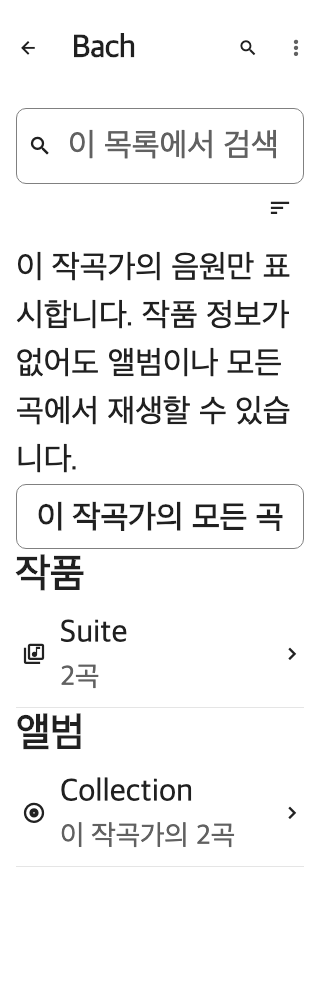 Bach
이 목록에서 검색
이 작곡가의 음원만 표
시합니다. 작품 정보가
없어도 앨범이나 모든
곡에서 재생할 수 있습
니다.
이 작곡가의 모든 곡
작품
Suite
2곡
앨범
Collection
이 작곡가의 2곡